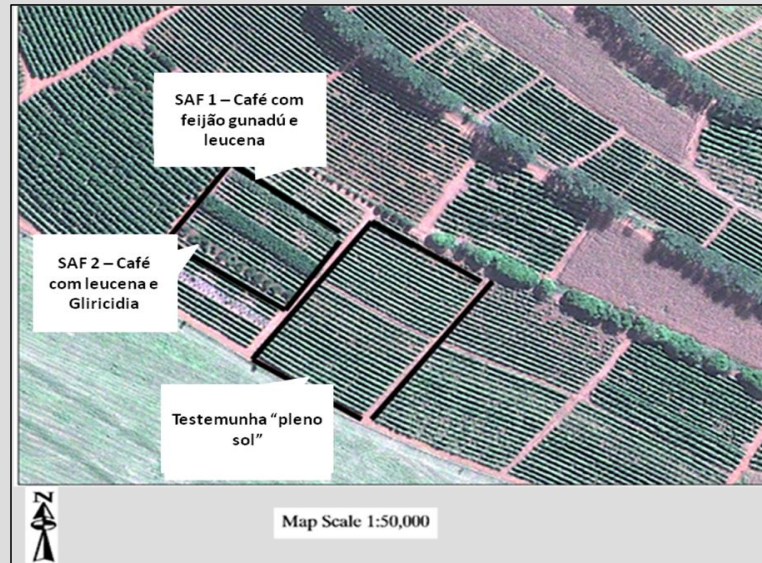 SAF 1 – Café com
feijão gunadú e
leucena
SAF 2 – Café
com leucena e
Gliricidia
Testemunha “pleno
sol”
N
Map Scale 1:50,000